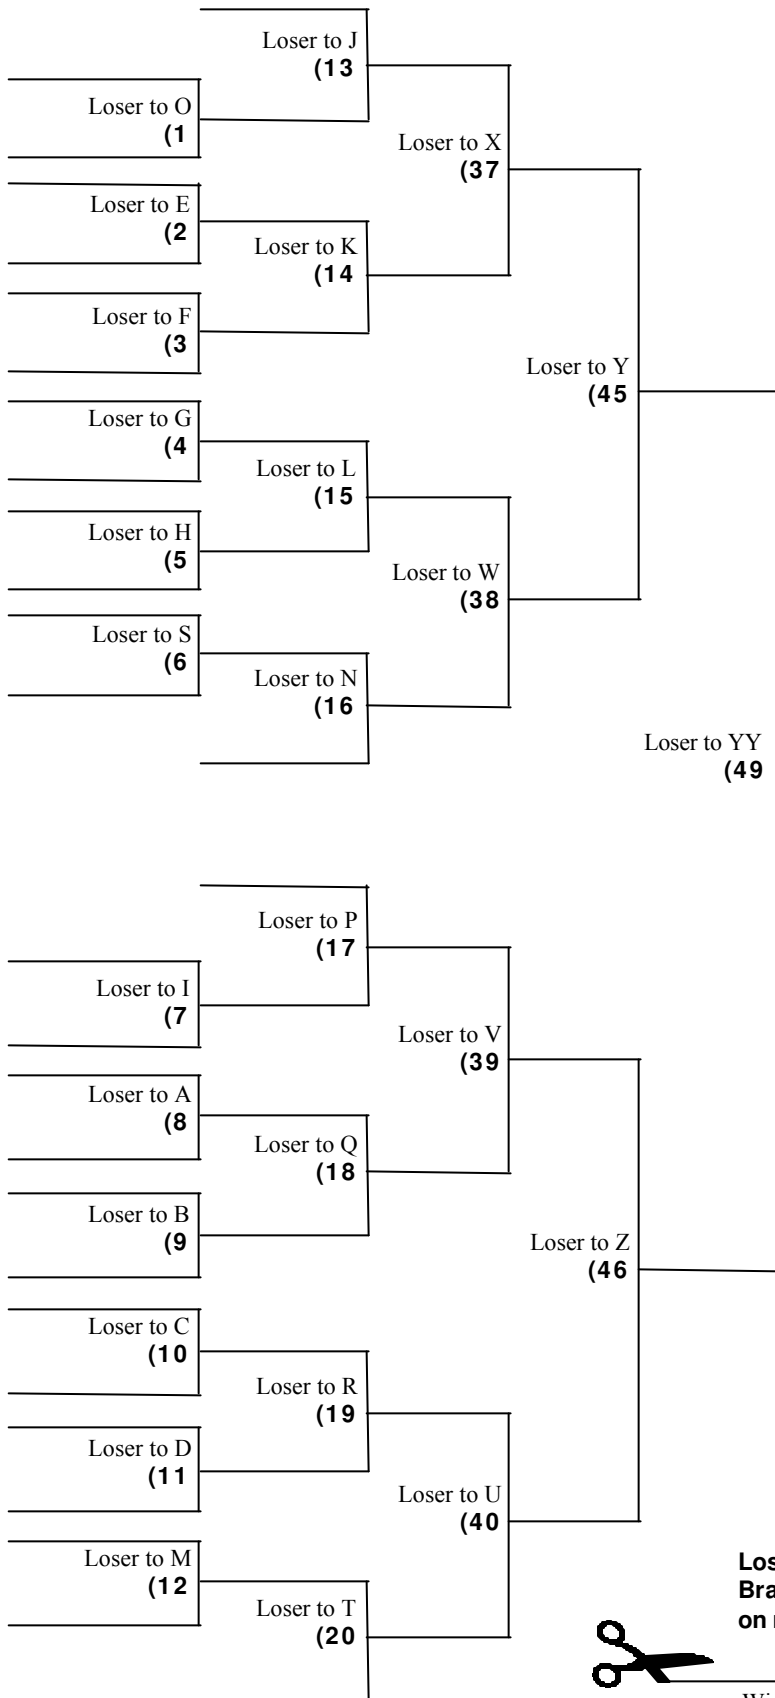 Loser to J
(13
Loser to O
(1
Loser to X
(37
Loser to E
(2
Loser to K
(14
Loser to F
(3
Loser to Y
(45
Loser to G
(4
Loser to L
(15
Loser to H
(5
Loser to W
(38
Loser to S
(6
Loser to N
(16
Loser to YY
(49
Loser to P
(17
Loser to I
(7
Loser to V
(39
Loser to A
(8
Loser to Q
(18
Loser to B
(9
Loser to Z
(46
Loser to C
(10
Loser to R
(19
Loser to D
(11
Loser to U
(40
Loser to M
(12
Loser to T
(20
Los
Bra
on